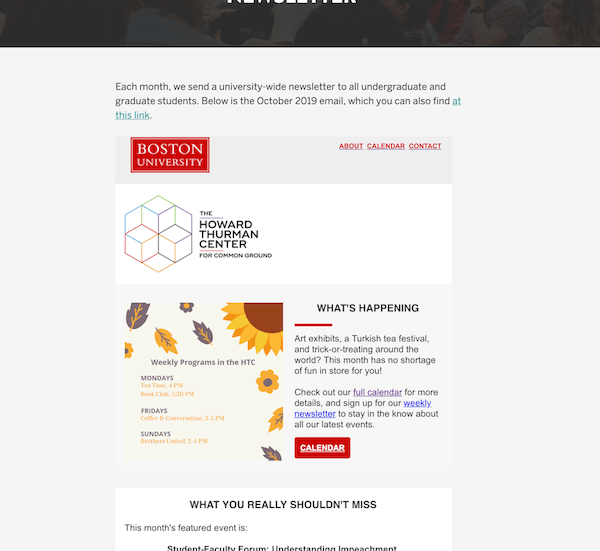 NEWSLETTER
Each month, we send a university-wide newsletter to all undergraduate and
graduate students. Below is the October 2019 email, which you can also find at
this link.
BOSTON
UNIVERSITY
ABOUT CALENDAR CONTACT
THE
HOWARD
THURMAN
CENTER
FOR COMMON GROUND
Weekly Programs in the HTC
MONDAYS
Tea Time, 4 PM
Book Club, 5:30 PM
FRIDAYS
Coffee & Conversation, 3-5 PM
SUNDAYS
Brothers United, 2-4 PM
WHAT'S HAPPENING
Art exhibits, a Turkish tea festival,
and trick-or-treating around the
world? This month has no shortage
of fun in store for you!
Check out our full calendar for more
details, and sign up for our weekly
newsletter to stay in the know about
all our latest events.
CALENDAR
WHAT YOU REALLY SHOULDN'T MISS
This month's featured event is:
Student-Faculty Forum: Understanding Impeachment